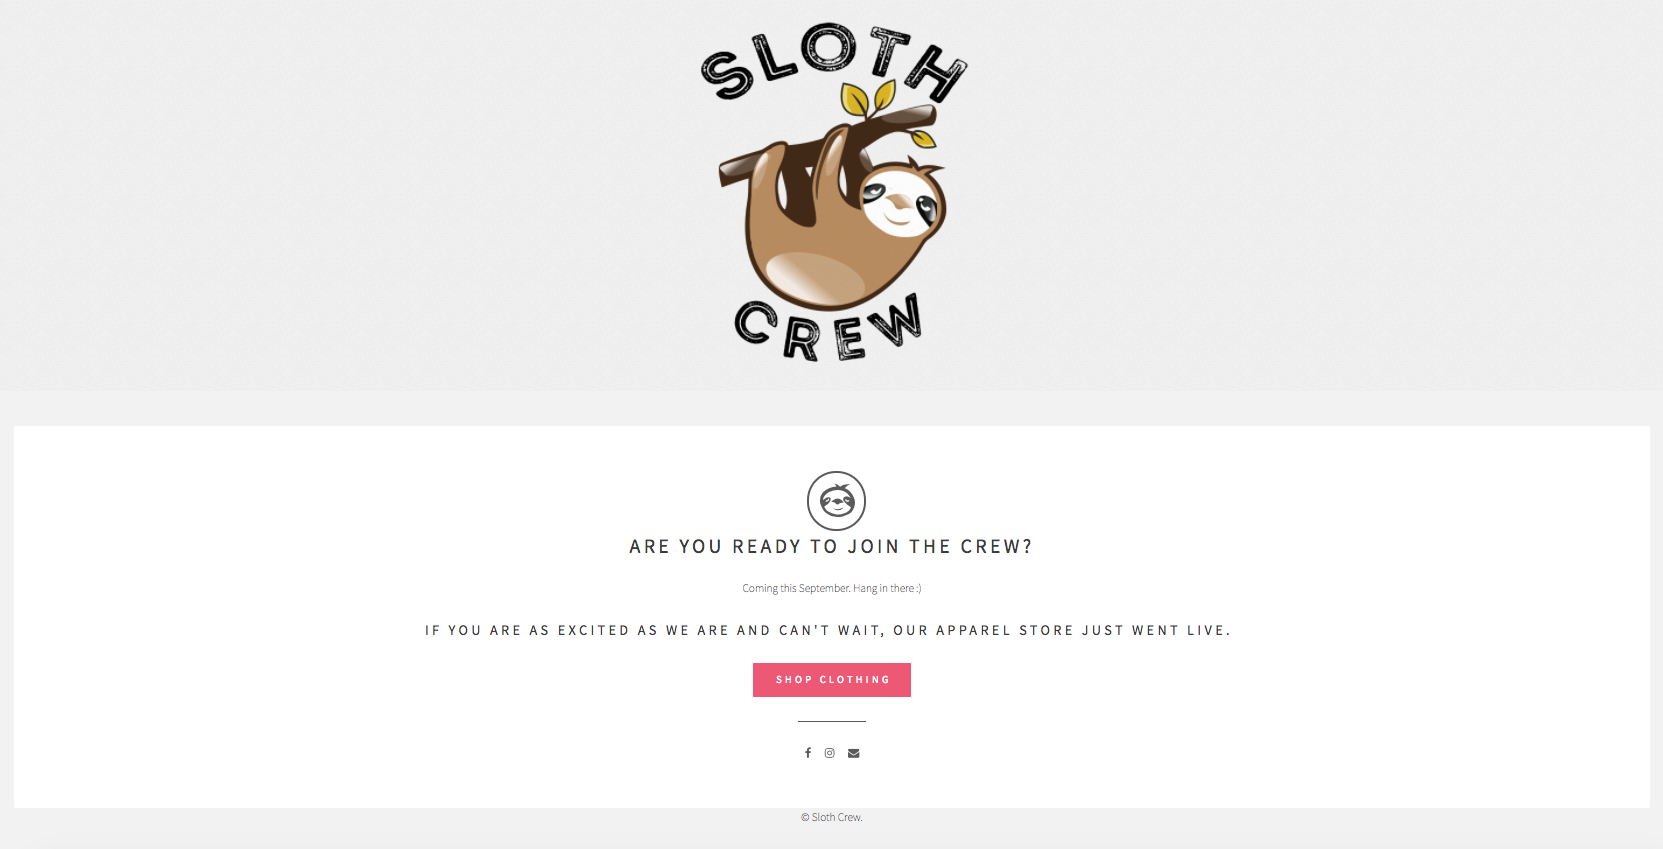 SLOTH
CREW
ARE YOU READY TO JOIN THE CREW?
Coming this September. Hang in there :)
IF YOU ARE AS EXCITED AS WE ARE AND CAN'T WAIT, OUR APPAREL STORE JUST WENT LIVE.
SHOP CLOTHING
© Sloth Crew.